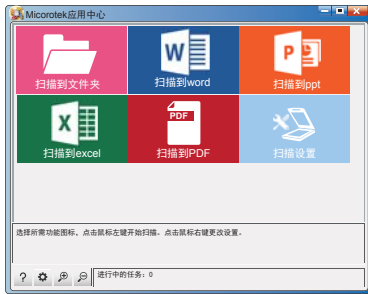 Microtek应用中心
扫描到文件夹
W
扫描到word
P
扫描到ppt
X
扫描到excel
PDF
扫描到PDF
扫描设置
选择所需功能图标，点击鼠标左键开始扫描。点击鼠标右键更改设置。
?
进行中的任务：0